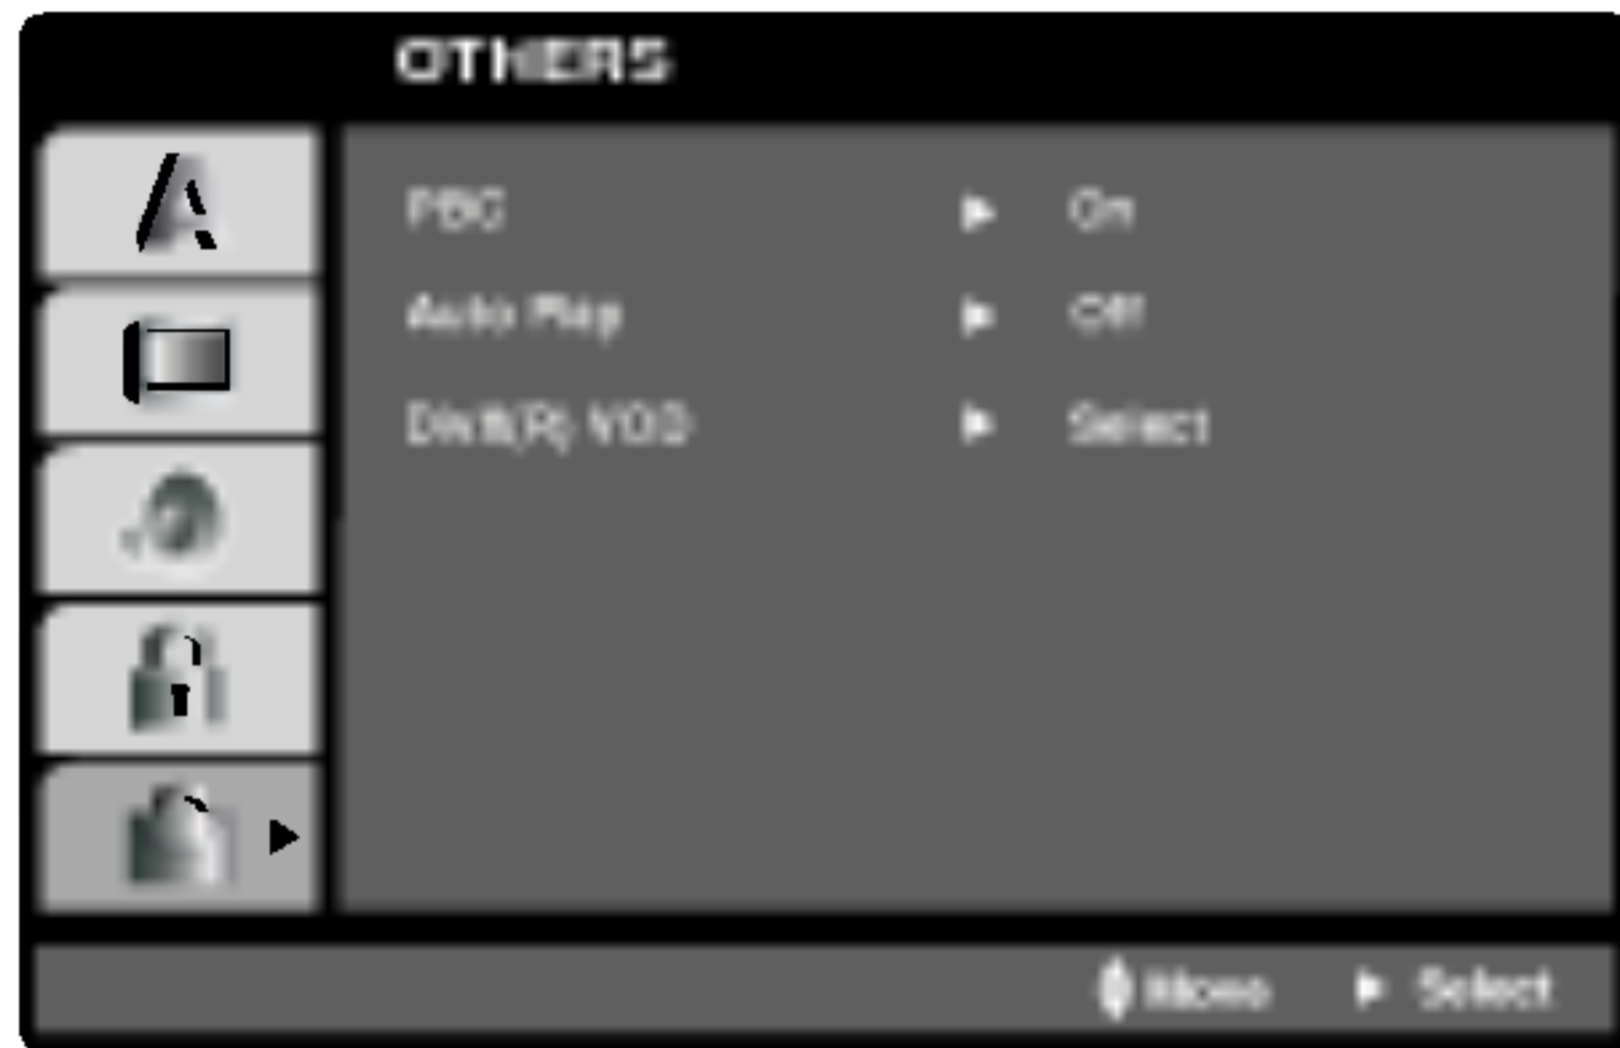 OTHERS
PBC ► On
Auto Play ► Off
DivX(R) VOD ► Select
Move ► Select